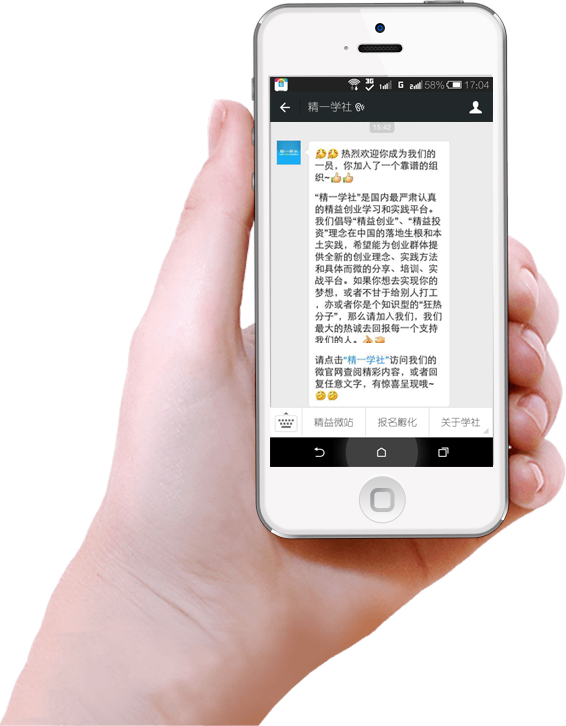 3G
G
58%
17:04
精一学社
15:42
热烈欢迎你成为我们的
一员，你加入了一个靠谱的组
织~
“精一学社”是国内最严肃认真
的精益创业学习和实践平台。
我们倡导“精益创业”、“精益投
资”理念在中国的落地生根和本
土实践，希望能为创业群体提
供全新的创业理念、实践方法
和具体而微的分享、培训、实
战平台。如果你想去实现你的
梦想，或者不甘于给别人打工
，亦或者你是个知识型的“狂热
分子”，那么请加入我们，我们
最大的热诚去回报每一个支持
我们的人。
请点击“精一学社”访问我们的
微官网查阅精彩内容，或者回
复任意文字，有惊喜呈现哦~
精益微站
报名孵化
关于学社